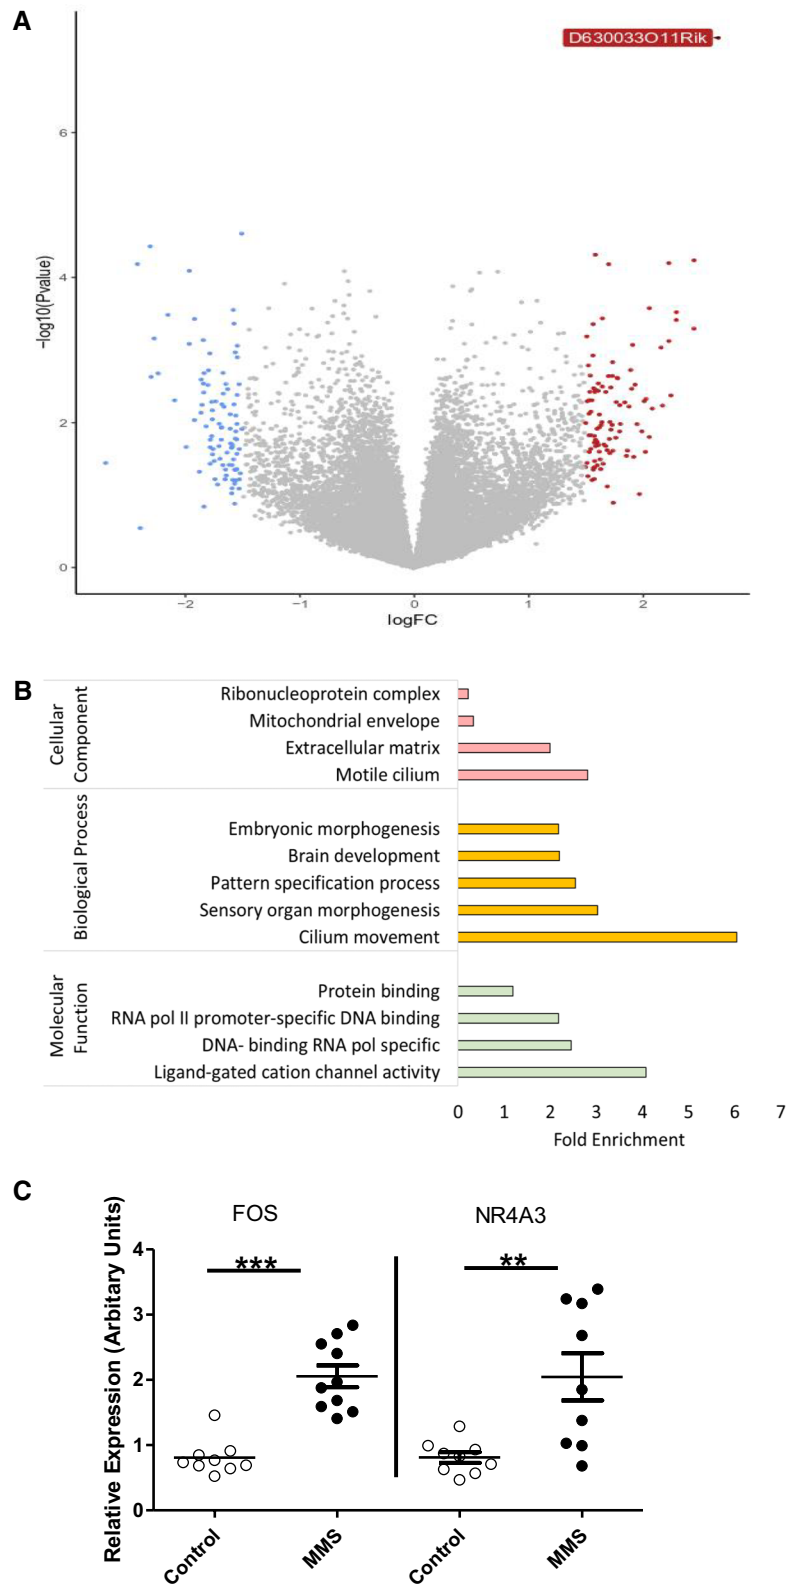 A
D630033O11Rik
6
4
2
0
−log10(Pvalue)
−2
−1
0
1
2
logFC
B
Cellular
Component
Ribonucleoprotein complex
Mitochondrial envelope
Extracellular matrix
Motile cilium
Biological Process
Embryonic morphogenesis
Brain development
Pattern specification process
Sensory organ morphogenesis
Cilium movement
Molecular
Function
Protein binding
RNA pol II promoter-specific DNA binding
DNA- binding RNA pol specific
Ligand-gated cation channel activity
0 1 2 3 4 5 6 7
Fold Enrichment
C
FOS
NR4A3
Relative Expression (Arbitary Units)
4
3
2
1
0
***
**
Control
MMS
Control
MMS